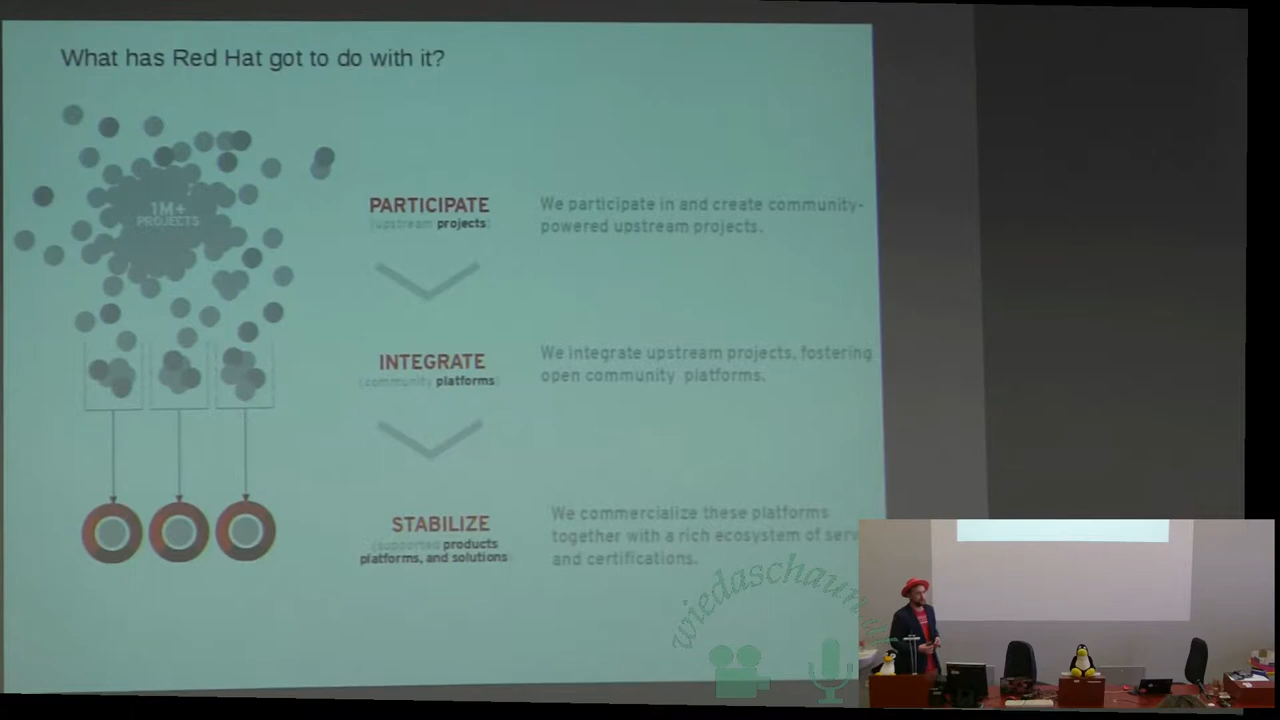 What has Red Hat got to do with it?
1M+
PROJECTS
PARTICIPATE
(upstream projects)
We participate in and create community-
powered upstream projects.
INTEGRATE
(community platforms)
We integrate upstream projects, fostering
open community platforms.
STABILIZE
(supported products
platforms, and solutions)
We commercialize these platforms
together with a rich ecosystem of serv
and certifications.
wiedaschaun